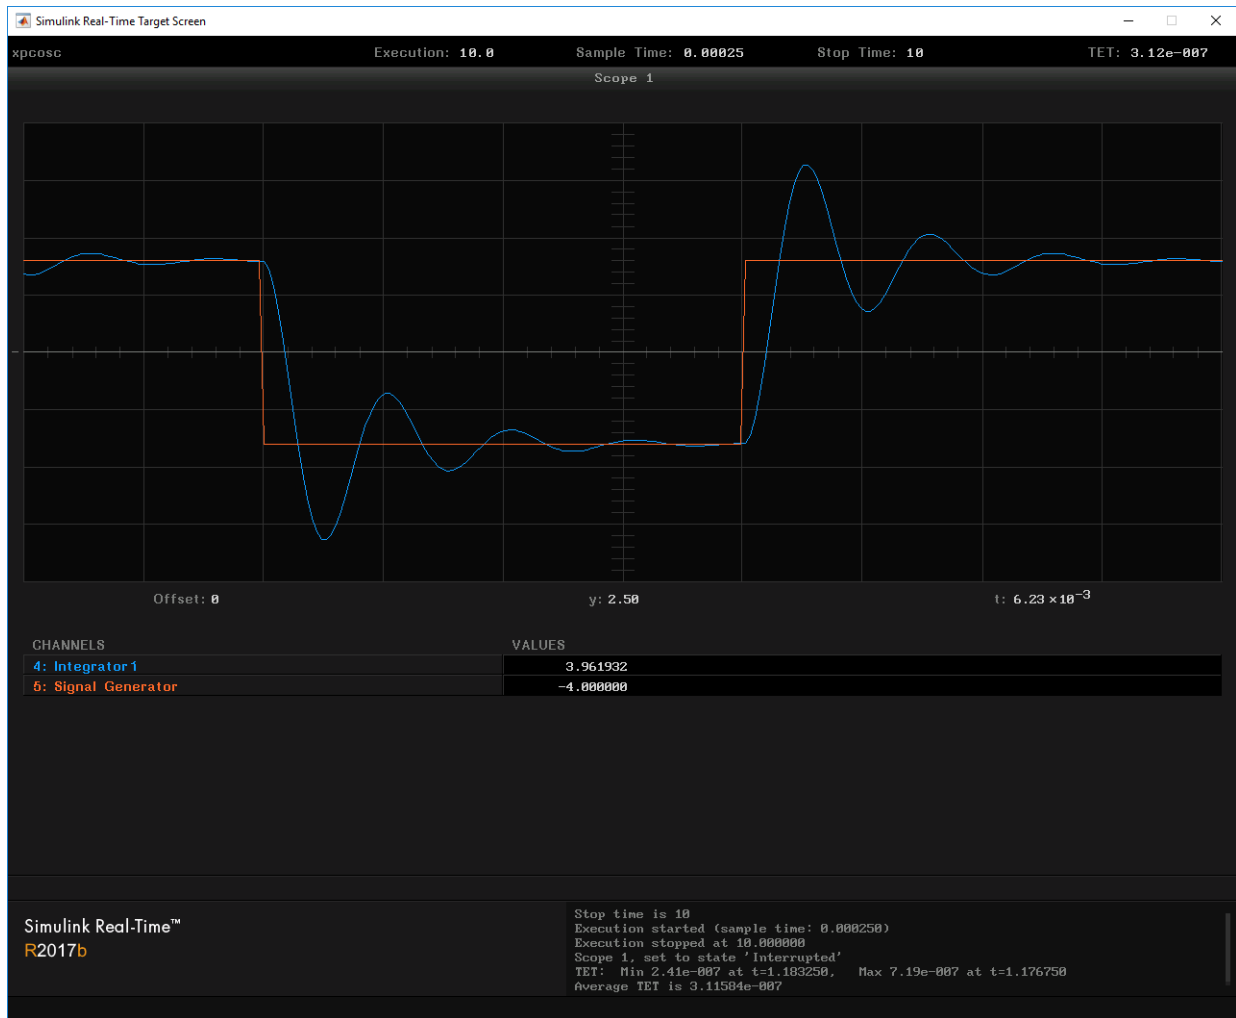 Simulink Real-Time Target Screen
xpcosc Execution: 10.0 Sample Time: 0.00025 Stop Time: 10 TET: 3.12e-007
Scope 1
Offset: 0 y: 2.50 t: 6.23 ×10⁻³
CHANNELS VALUES
4: Integrator1 3.961932
5: Signal Generator -4.000000
Simulink Real-Time™
R2017b
Stop time is 10
Execution started (sample time: 0.000250)
Execution stopped at 10.000000
Scope 1, set to state 'Interrupted'
TET: Min 2.41e-007 at t=1.183250, Max 7.19e-007 at t=1.176750
Average TET is 3.11584e-007